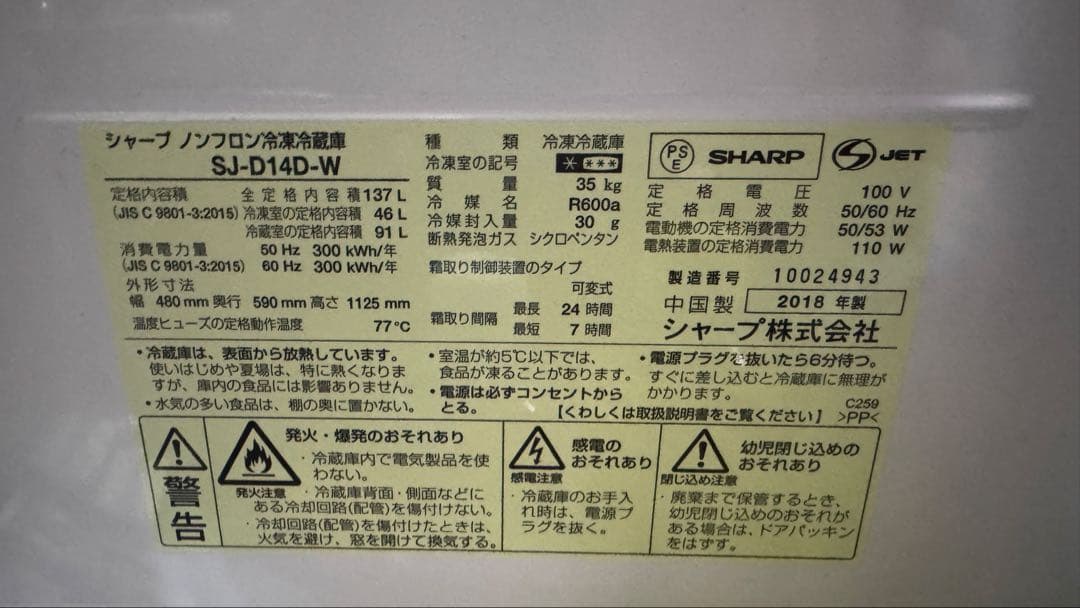 シャープ ノンフロン冷凍冷蔵庫
SJ-D14D-W
定格内容積 全定格内容積 137 L
(JIS C 9801-3:2015) 冷凍室の定格内容積 46 L
冷蔵室の定格内容積 91 L
消費電力量 50 Hz 300 kWh/年
(JIS C 9801-3:2015) 60 Hz 300 kWh/年
外形寸法
幅 480 mm 奥行 590 mm 高さ 1125 mm
温度ヒューズの定格動作温度 77℃
種類 冷凍冷蔵庫
冷凍室の記号 * ***
質量 35 kg
冷媒名 R600a
冷媒封入量 30 g
断熱発泡ガス シクロペンタン
霜取り制御装置のタイプ
可変式
霜取り間隔 最長 24 時間
最短 7 時間
PS E SHARP S JET
定格電圧 100 V
定格周波数 50/60 Hz
電動機の定格消費電力 50/53 W
電熱装置の定格消費電力 110 W
製造番号 10024943
中国製 2018 年製
シャープ株式会社
・冷蔵庫は、表面から放熱しています。
使いはじめや夏場は、特に熱くなりま
すが、庫内の食品には影響ありません。
・水気の多い食品は、棚の奥に置かない。
・室温が約5℃以下では、
食品が凍ることがあります。
・電源は必ずコンセントから
とる。
・電源プラグを抜いたら6分待つ。
すぐに差し込むと冷蔵庫に無理が
かかります。
【くわしくは取扱説明書をご覧ください】
C259
>PP<
警告
発火注意
発火・爆発のおそれあり
・冷蔵庫内で電気製品を使
わない。
・冷蔵庫背面・側面などに
ある冷却回路(配管)を傷付けない。
・冷却回路(配管)を傷付けたときは、
火気を避け、窓を開けて換気する。
感電注意
感電の
おそれあり
・冷蔵庫のお手入
れ時は、電源プ
ラグを抜く。
閉じ込め注意
幼児閉じ込めの
おそれあり
・廃棄まで保管するとき、
幼児閉じ込めのおそれが
ある場合は、ドアパッキン
をはずす。